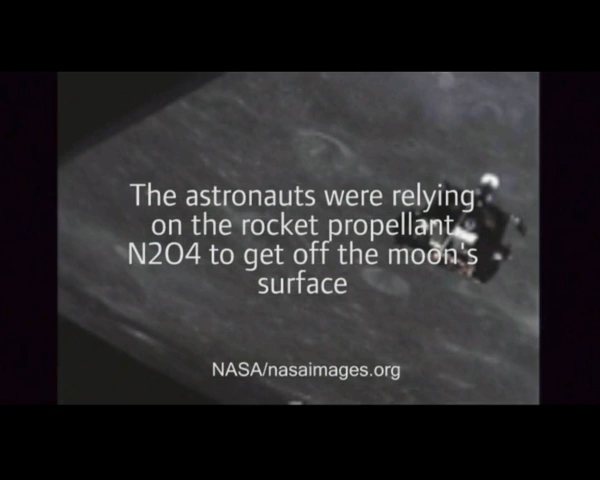 The astronauts were relying
on the rocket propellant
N2O4 to get off the moon's
surface
NASA/nasaimages.org